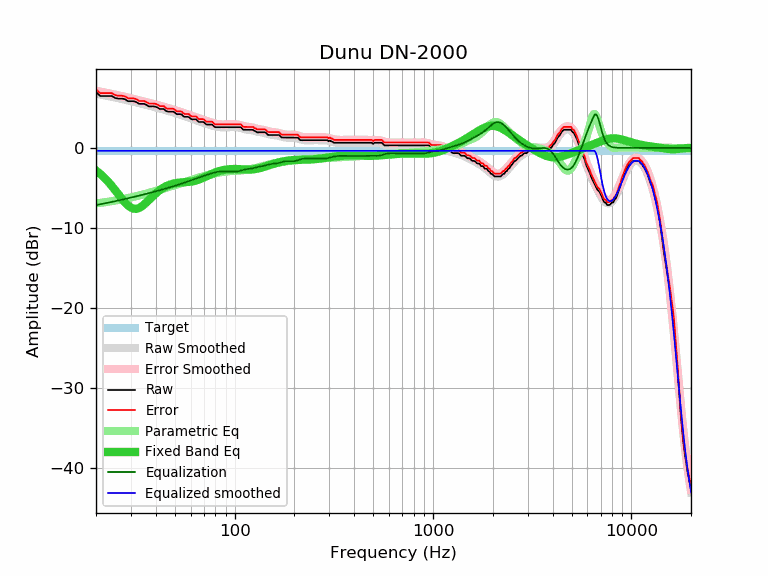 Dunu DN-2000
Amplitude (dBr)
0
−10
−20
−30
−40
Target
Raw Smoothed
Error Smoothed
Raw
Error
Parametric Eq
Fixed Band Eq
Equalization
Equalized smoothed
100
1000
10000
Frequency (Hz)